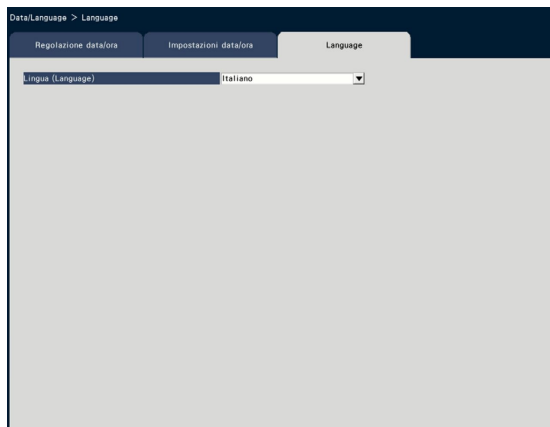 Data/Language > Language
Regolazione data/ora Impostazioni data/ora Language
Lingua (Language) Italiano